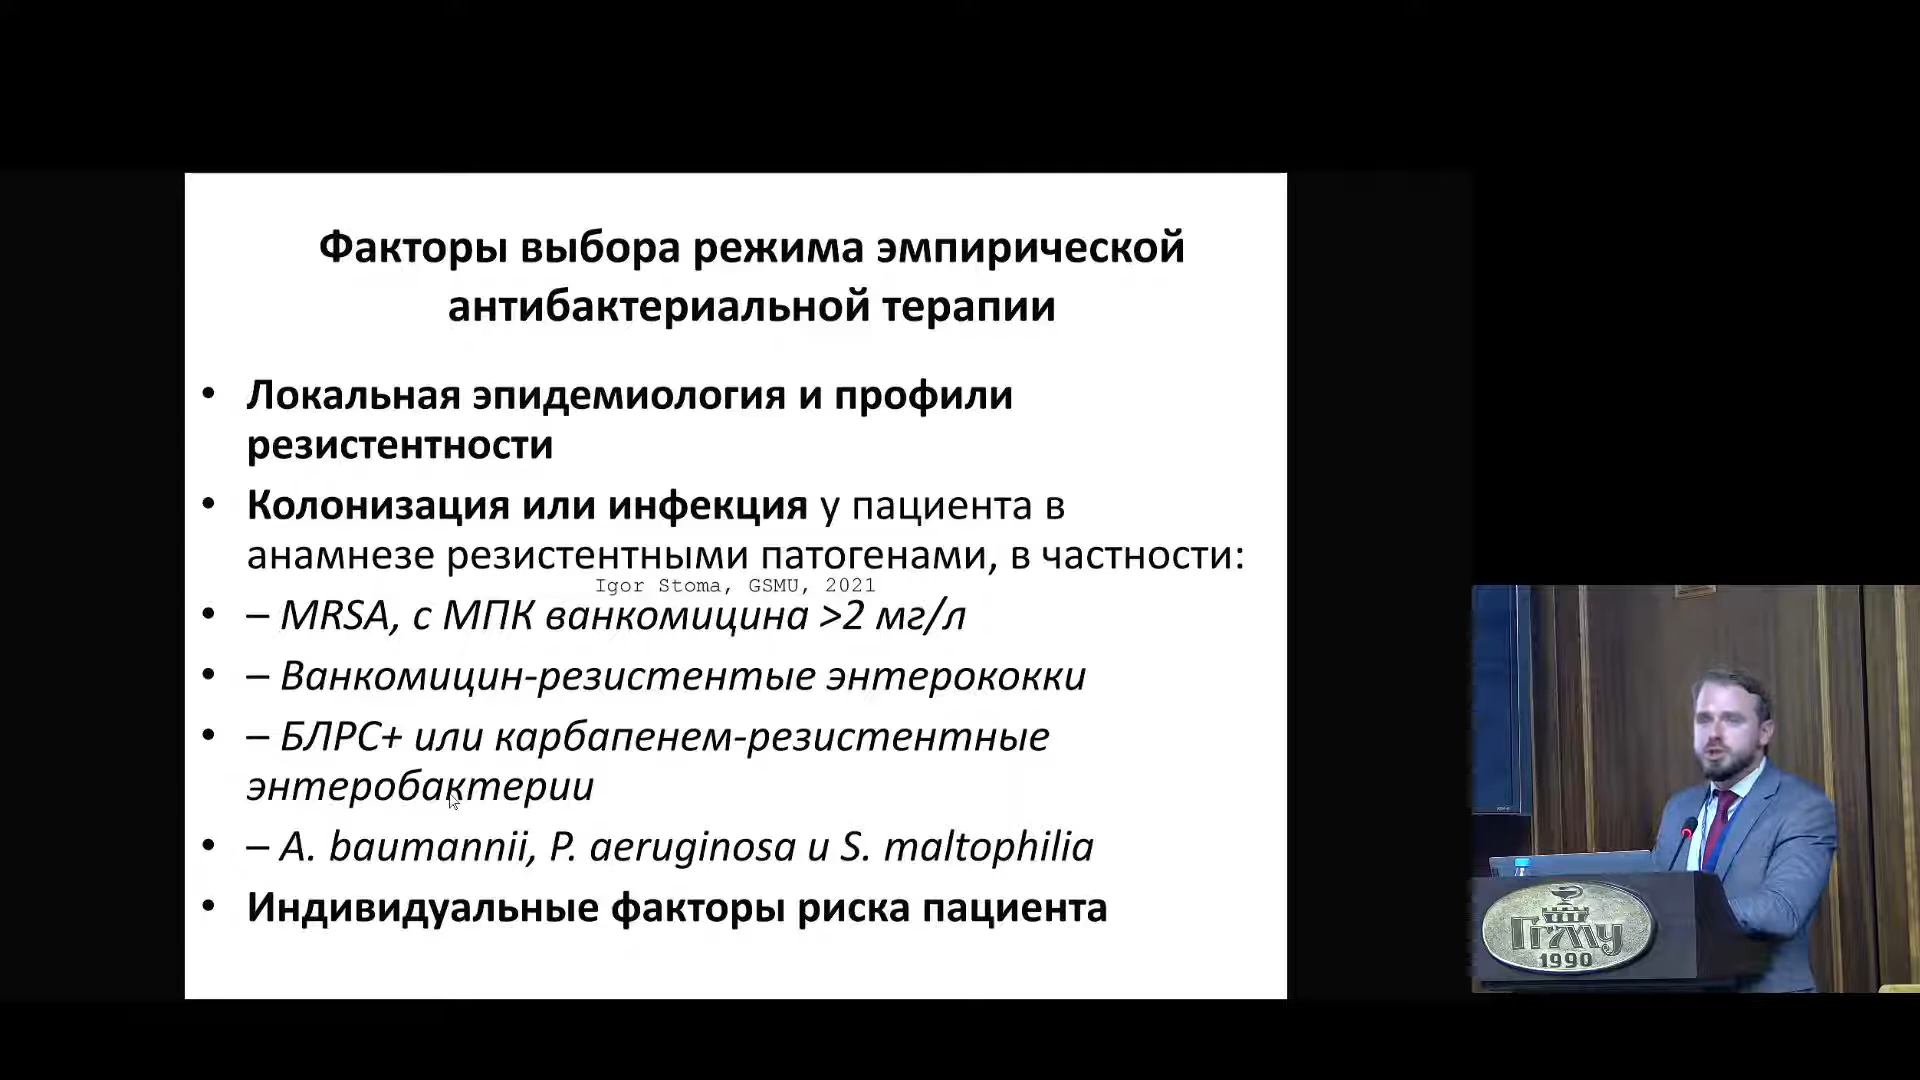 Факторы выбора режима эмпирической
антибактериальной терапии
• Локальная эпидемиология и профили
резистентности
• Колонизация или инфекция у пациента в
анамнезе резистентными патогенами, в частности:
Igor Stoma, GSMU, 2021
• – MRSA, с МПК ванкомицина >2 мг/л
• – Ванкомицин-резистентые энтерококки
• – БЛРС+ или карбапенем-резистентные
энтеробактерии
• – A. baumannii, P. aeruginosa и S. maltophilia
• Индивидуальные факторы риска пациента
ГГМУ
1990